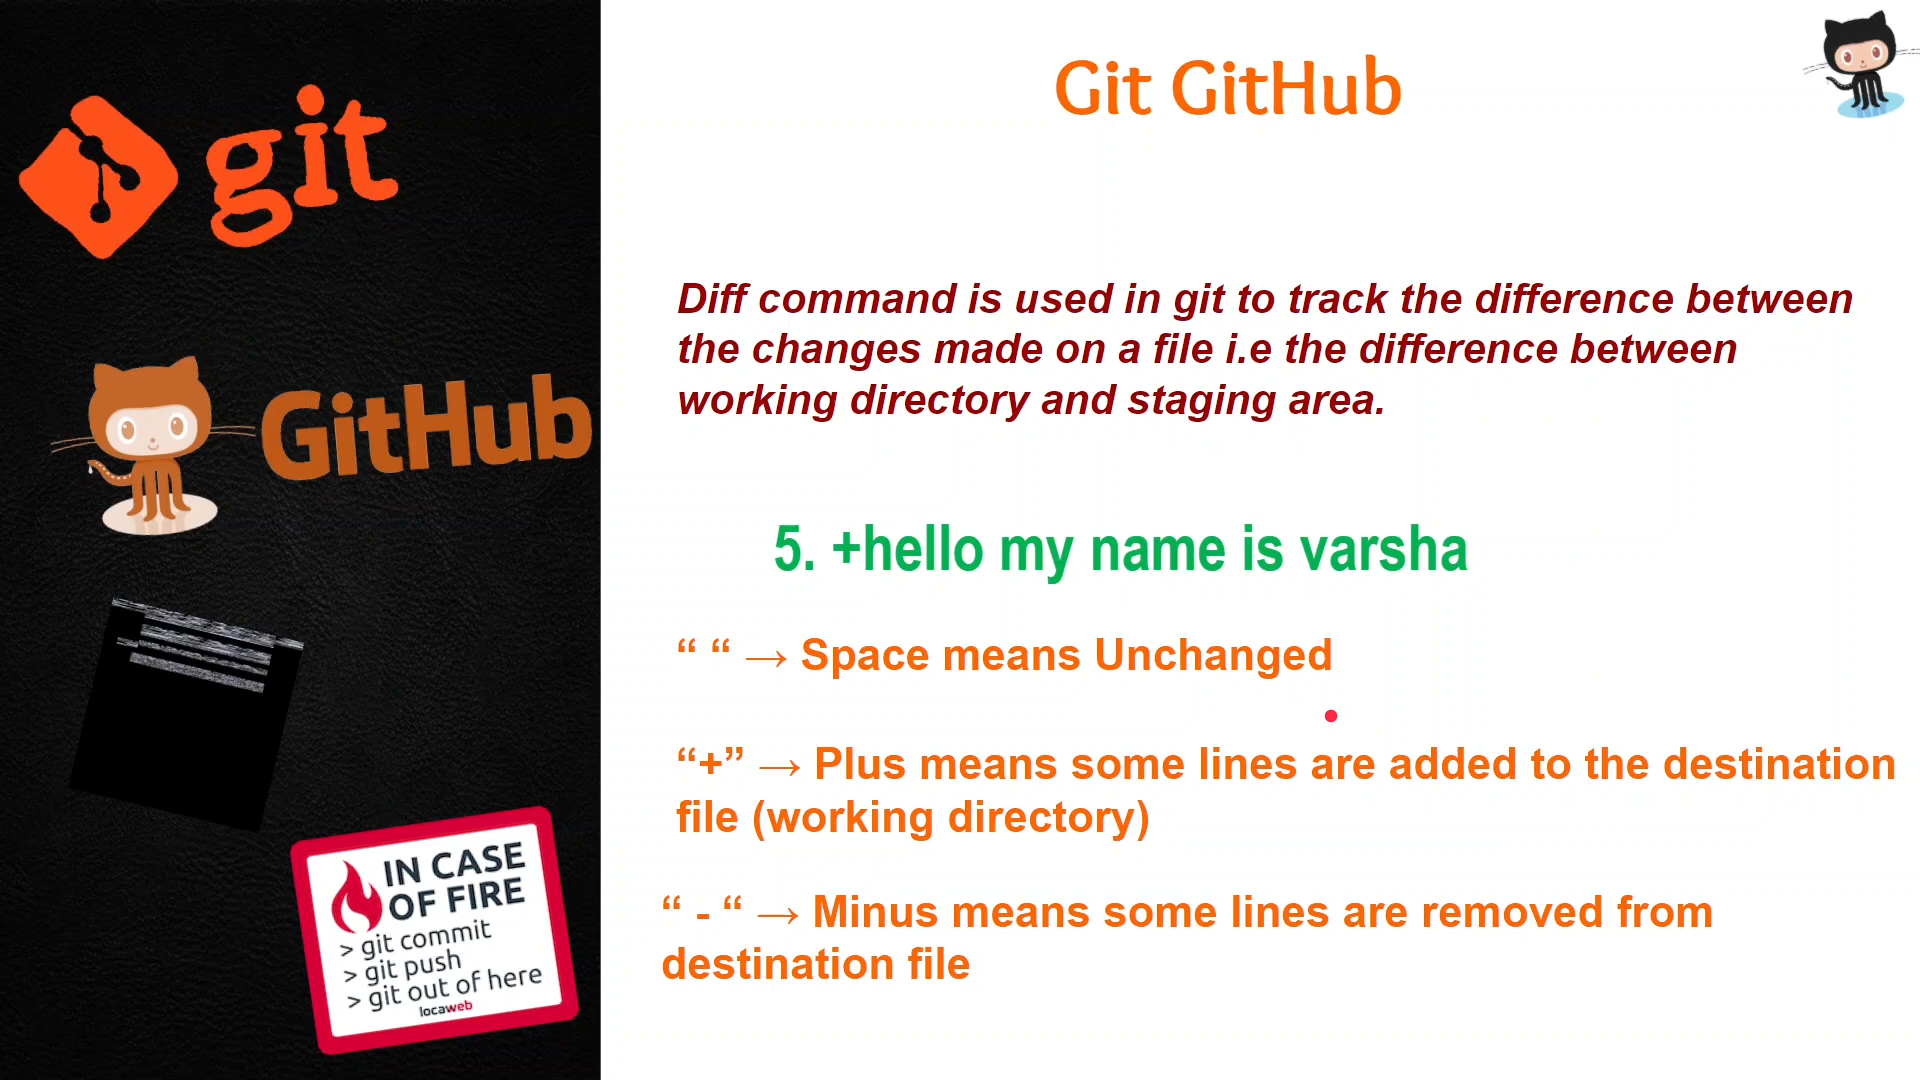 git
GitHub
IN CASE
OF FIRE
> git commit
> git push
> git out of here
locaweb
Git GitHub
Diff command is used in git to track the difference between
the changes made on a file i.e the difference between
working directory and staging area.
5. +hello my name is varsha
“ “ → Space means Unchanged
“+” → Plus means some lines are added to the destination
file (working directory)
“ - “ → Minus means some lines are removed from
destination file